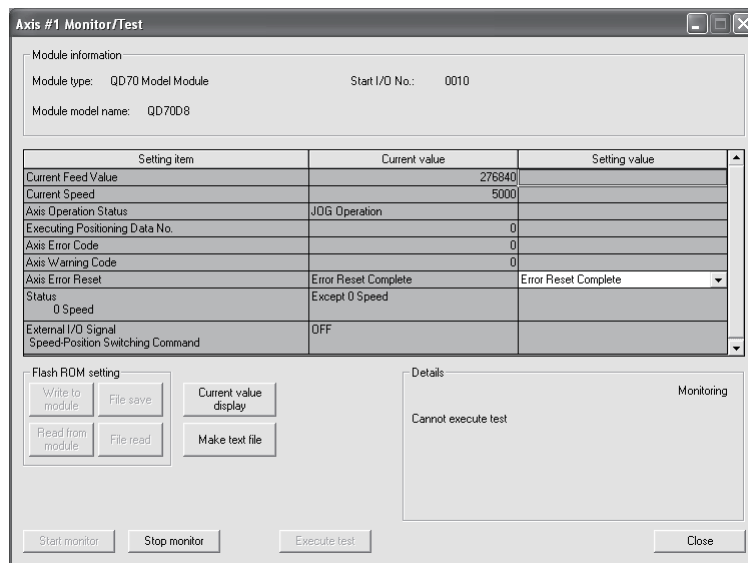 Axis #1 Monitor/Test
Module information
Module type: QD70 Model Module Start I/O No.: 0010
Module model name: QD70D8
Setting item Current value Setting value
Current Feed Value 276840
Current Speed 5000
Axis Operation Status JOG Operation
Executing Positioning Data No. 0
Axis Error Code 0
Axis Warning Code 0
Axis Error Reset Error Reset Complete Error Reset Complete
Status Except 0 Speed
0 Speed
External I/O Signal OFF
Speed-Position Switching Command
Flash ROM setting
Write to
module
File save
Current value
display
Read from
module
File read
Make text file
Details
Monitoring
Cannot execute test
Start monitor Stop monitor Execute test Close